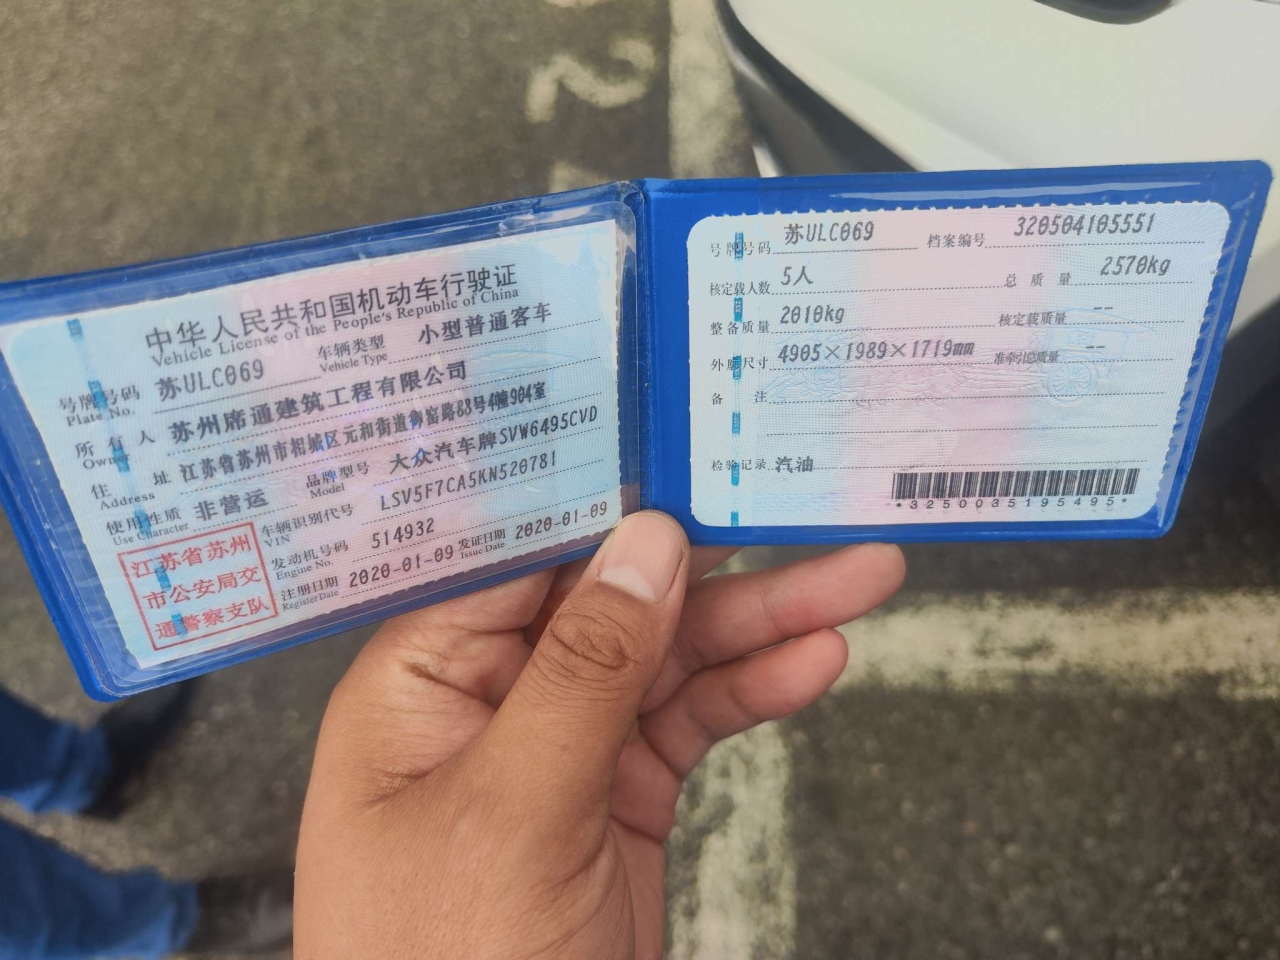 中华人民共和国机动车行驶证
Vehicle License of the People's Republic of China
号牌号码 苏ULC069 车辆类型 小型普通客车
Plate No. Vehicle Type
所有人 苏州席通建筑工程有限公司
Owner
住址 江苏省苏州市相城区元和街道御窑路88号4幢904室
Address
使用性质 非营运 品牌型号 大众汽车牌SVW6495CVD
Use Character Model
车辆识别代号 LSV5F7CA5KN520781
VIN
发动机号码 514932
Engine No.
注册日期 2020-01-09 发证日期 2020-01-09
Register Date Issue Date
江苏省苏州
市公安局交
通警察支队
号牌号码 苏ULC069 档案编号 320504105551
核定载人数 5人 总质量 2570kg
整备质量 2010kg 核定载质量 --
外廓尺寸 4905×1989×1719mm 准牵引总质量 --
备注
检验记录 汽油
*3250035195495*